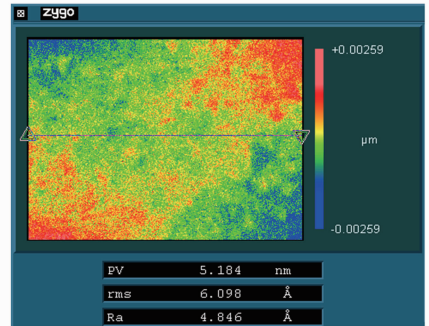 zygo
+0.00259
µm
-0.00259
PV 5.184 nm
rms 6.098 Å
Ra 4.846 Å